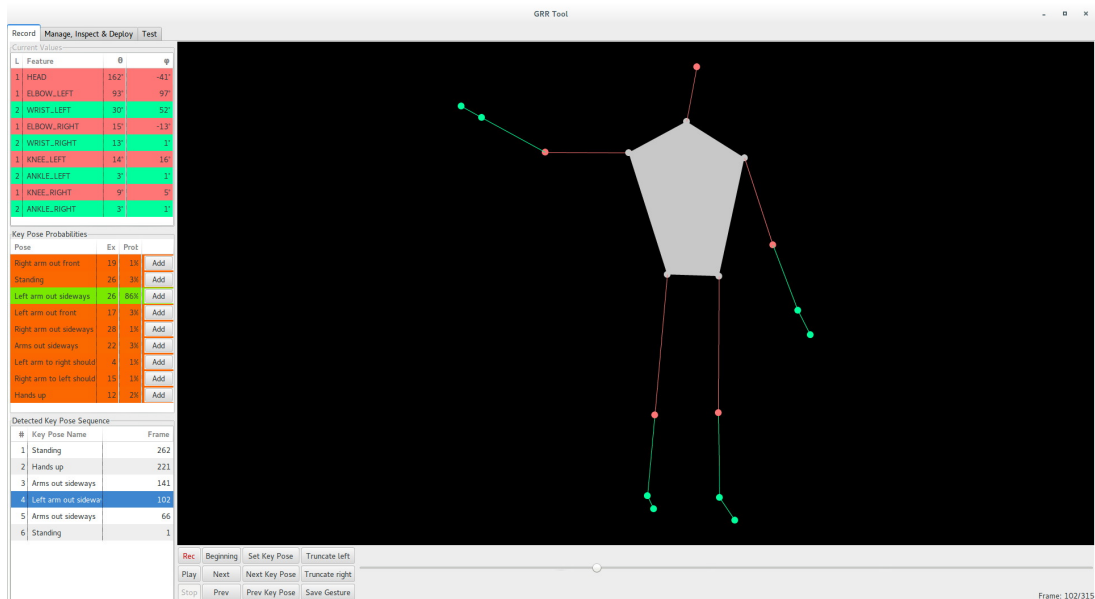 GRR Tool
Record Manage, Inspect & Deploy Test
Current Values
L Feature θ φ
1 HEAD 162° -41°
1 ELBOW_LEFT 93° 97°
2 WRIST_LEFT 30° 52°
1 ELBOW_RIGHT 15° -13°
2 WRIST_RIGHT 13° 1°
1 KNEE_LEFT 14° 16°
2 ANKLE_LEFT 3° 1°
1 KNEE_RIGHT 9° 5°
2 ANKLE_RIGHT 3° 1°
Key Pose Probabilities
Pose Ex Prot
Right arm out front 19 1% Add
Standing 26 3% Add
Left arm out sideways 26 86% Add
Left arm out front 17 3% Add
Right arm out sideways 28 1% Add
Arms out sideways 22 3% Add
Left arm to right should 4 1% Add
Right arm to left should 15 1% Add
Hands up 12 2% Add
Detected Key Pose Sequence
# Key Pose Name Frame
1 Standing 262
2 Hands up 221
3 Arms out sideways 141
4 Left arm out sideway 102
5 Arms out sideways 66
6 Standing 1
Rec Beginning Set Key Pose Truncate left
Play Next Next Key Pose Truncate right
Stop Prev Prev Key Pose Save Gesture
Frame: 102/315